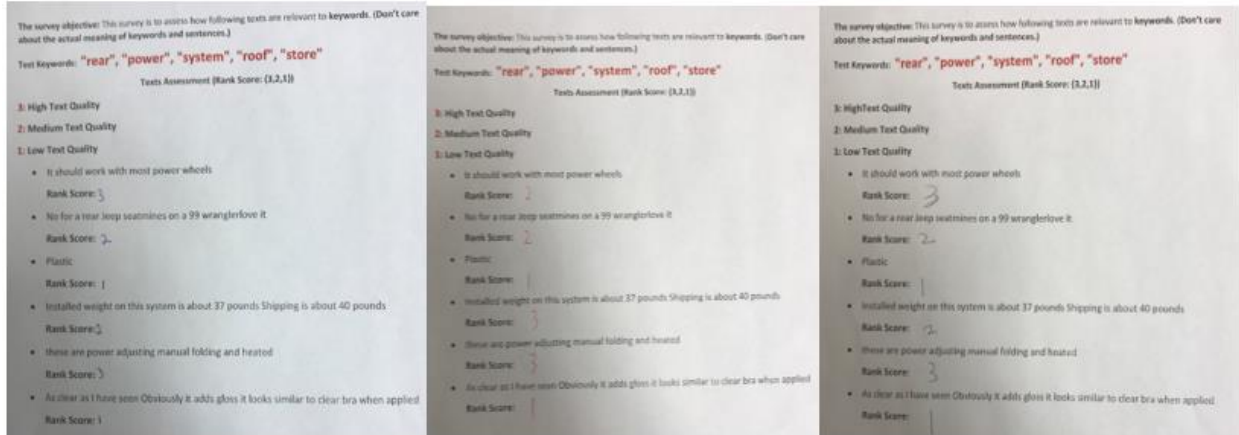 The survey objective: This survey is to assess how following texts are relevant to keywords. (Don't care
about the actual meaning of keywords and sentences.)
Test Keywords: "rear", "power", "system", "roof", "store"
Texts Assessment (Rank Score: {3,2,1})
3: High Text Quality
2: Medium Text Quality
1: Low Text Quality
• It should work with most power wheels
Rank Score: 3
• No for a rear Jeep seatmines on a 99 wranglerlove it
Rank Score: 2
• Plastic
Rank Score: 1
• Installed weight on this system is about 37 pounds Shipping is about 40 pounds
Rank Score:
• these are power adjusting manual folding and heated
Rank Score: 3
• As clear as I have seen Obviously it adds gloss it looks similar to clear bra when applied
Rank Score: 1
The survey objective: This survey is to assess how following texts are relevant to keywords. (Don't care
about the actual meaning of keywords and sentences.)
Test Keywords: "rear", "power", "system", "roof", "store"
Texts Assessment (Rank Score: {3,2,1})
3: High Text Quality
2: Medium Text Quality
1: Low Text Quality
• It should work with most power wheels
Rank Score: 2
• No for a rear Jeep seatmines on a 99 wranglerlove it
Rank Score: 2
• Plastic
Rank Score: 1
• Installed weight on this system is about 37 pounds Shipping is about 40 pounds
Rank Score: 3
• these are power adjusting manual folding and heated
Rank Score: 3
• As clear as I have seen Obviously it adds gloss it looks similar to clear bra when applied
Rank Score: 1
The survey objective: This survey is to assess how following texts are relevant to keywords. (Don't care
about the actual meaning of keywords and sentences.)
Test Keywords: "rear", "power", "system", "roof", "store"
Texts Assessment (Rank Score: {3,2,1})
3: HighText Quality
2: Medium Text Quality
1: Low Text Quality
• It should work with most power wheels
Rank Score: 3
• No for a rear Jeep seatmines on a 99 wranglerlove it
Rank Score: 2
• Plastic
Rank Score: 1
• Installed weight on this system is about 37 pounds Shipping is about 40 pounds
Rank Score: 2
• these are power adjusting manual folding and heated
Rank Score: 3
• As clear as I have seen Obviously it adds gloss it looks similar to clear bra when applied
Rank Score: 1